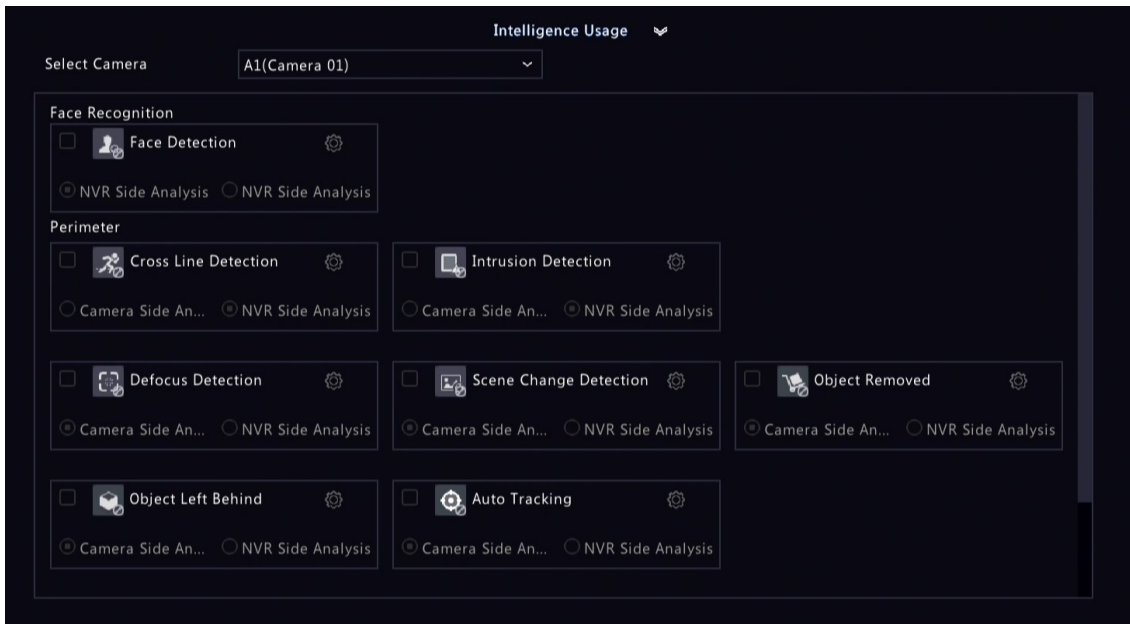 Intelligence Usage
Select Camera A1(Camera 01)
Face Recognition
Face Detection
NVR Side Analysis NVR Side Analysis
Perimeter
Cross Line Detection Intrusion Detection
Camera Side An... NVR Side Analysis Camera Side An... NVR Side Analysis
Defocus Detection Scene Change Detection Object Removed
Camera Side An... NVR Side Analysis Camera Side An... NVR Side Analysis Camera Side An... NVR Side Analysis
Object Left Behind Auto Tracking
Camera Side An... NVR Side Analysis Camera Side An... NVR Side Analysis